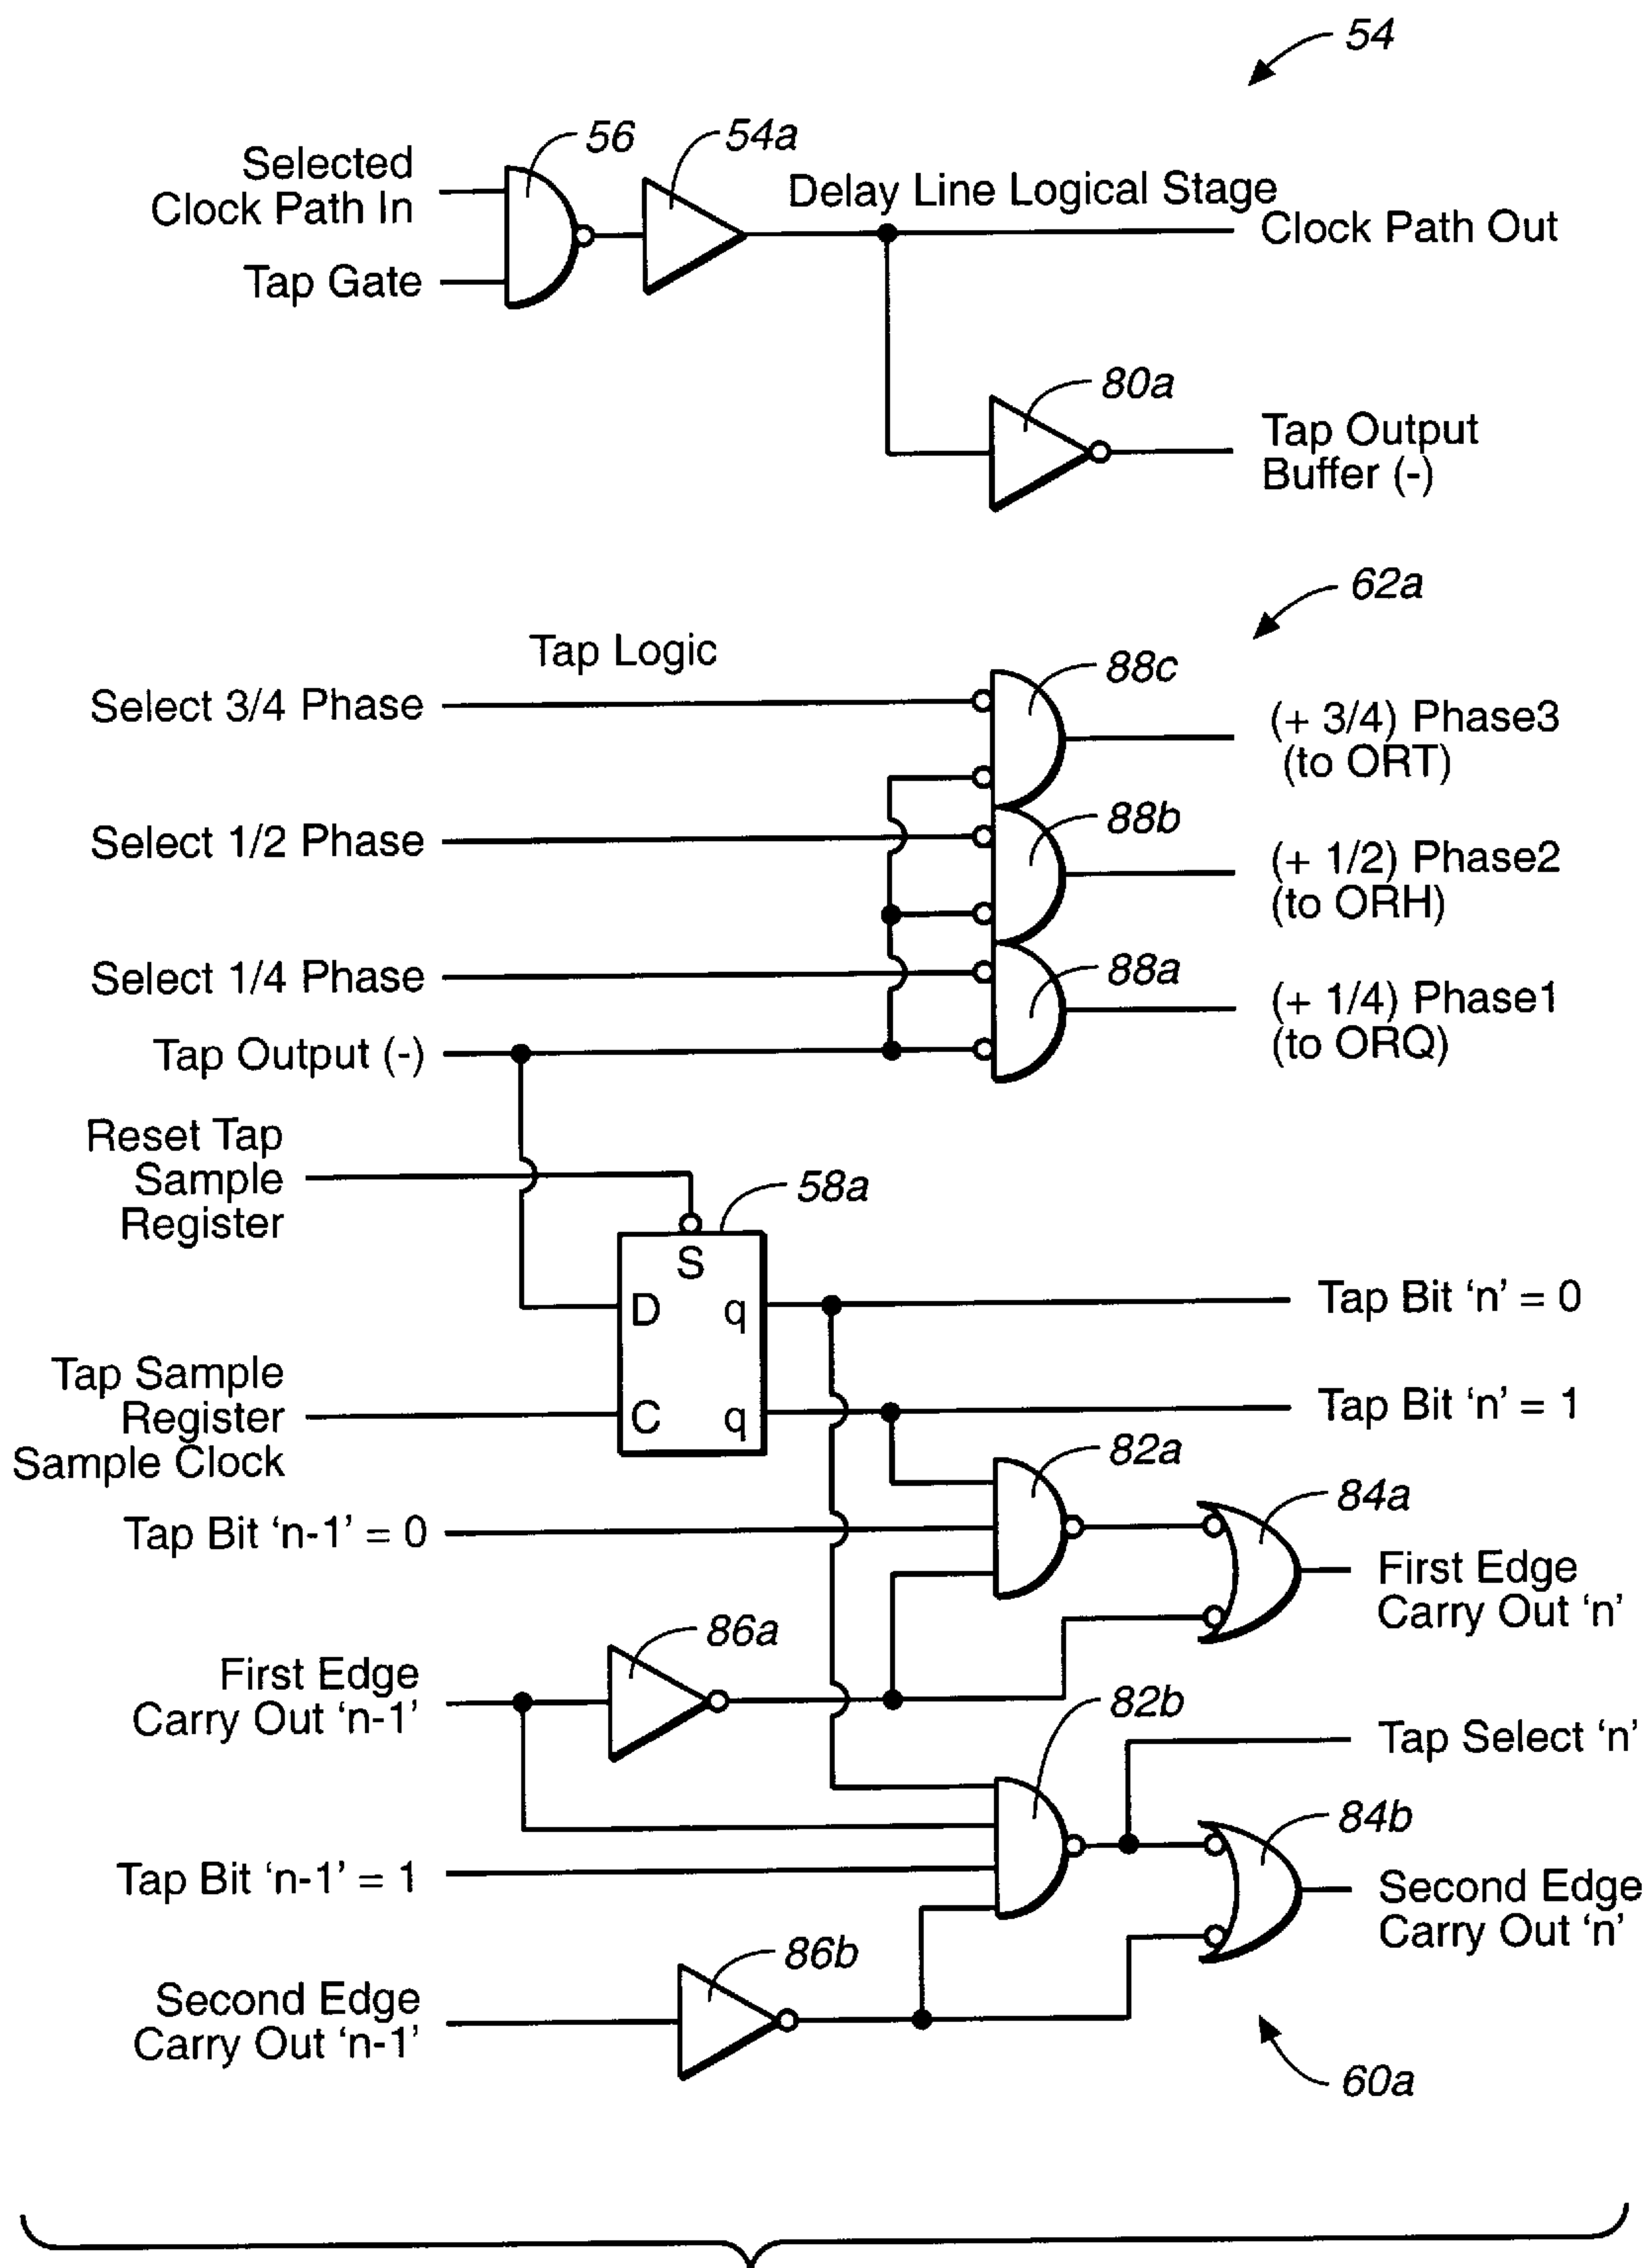 54
56
54a
Selected
Clock Path In
Delay Line Logical Stage
Clock Path Out
Tap Gate
80a
Tap Output
Buffer (-)
62a
Tap Logic
88c
Select 3/4 Phase
(+ 3/4) Phase3
(to ORT)
88b
Select 1/2 Phase
(+ 1/2) Phase2
(to ORH)
88a
Select 1/4 Phase
(+ 1/4) Phase1
(to ORQ)
Tap Output (-)
Reset Tap
Sample
Register
58a
S
D
q
Tap Bit ‘n’ = 0
Tap Sample
Register
Sample Clock
C
q
Tap Bit ‘n’ = 1
82a
84a
Tap Bit ‘n-1’ = 0
First Edge
Carry Out ‘n’
86a
First Edge
Carry Out ‘n-1’
82b
Tap Select ‘n’
84b
Tap Bit ‘n-1’ = 1
Second Edge
Carry Out ‘n’
86b
Second Edge
Carry Out ‘n-1’
60a